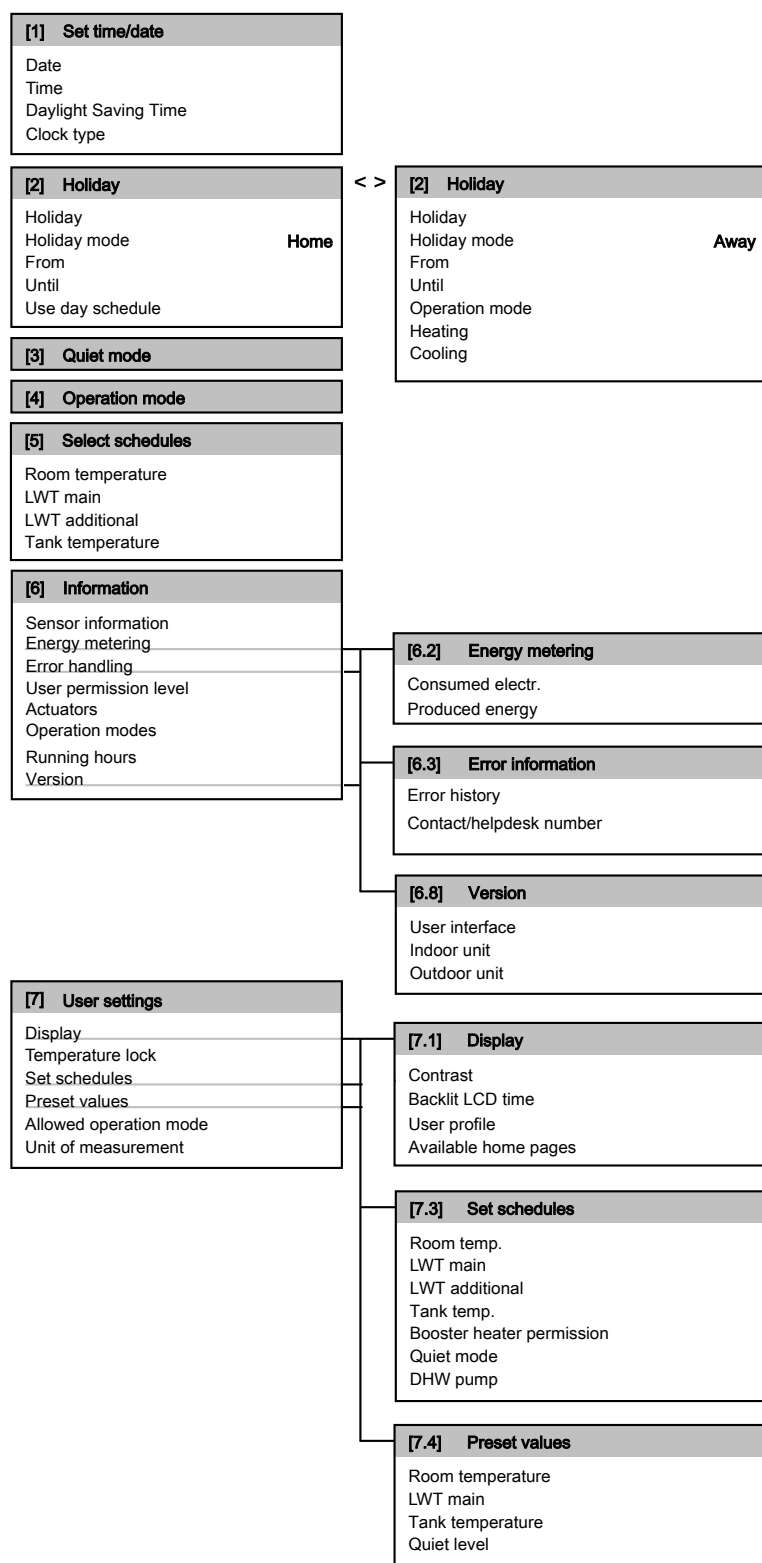 [1] Set time/date
Date
Time
Daylight Saving Time
Clock type
[2] Holiday
Holiday
Holiday mode Home
From
Until
Use day schedule
< >
[2] Holiday
Holiday
Holiday mode Away
From
Until
Operation mode
Heating
Cooling
[3] Quiet mode
[4] Operation mode
[5] Select schedules
Room temperature
LWT main
LWT additional
Tank temperature
[6] Information
Sensor information
Energy metering
Error handling
User permission level
Actuators
Operation modes
Running hours
Version
[6.2] Energy metering
Consumed electr.
Produced energy
[6.3] Error information
Error history
Contact/helpdesk number
[6.8] Version
User interface
Indoor unit
Outdoor unit
[7] User settings
Display
Temperature lock
Set schedules
Preset values
Allowed operation mode
Unit of measurement
[7.1] Display
Contrast
Backlit LCD time
User profile
Available home pages
[7.3] Set schedules
Room temp.
LWT main
LWT additional
Tank temp.
Booster heater permission
Quiet mode
DHW pump
[7.4] Preset values
Room temperature
LWT main
Tank temperature
Quiet level